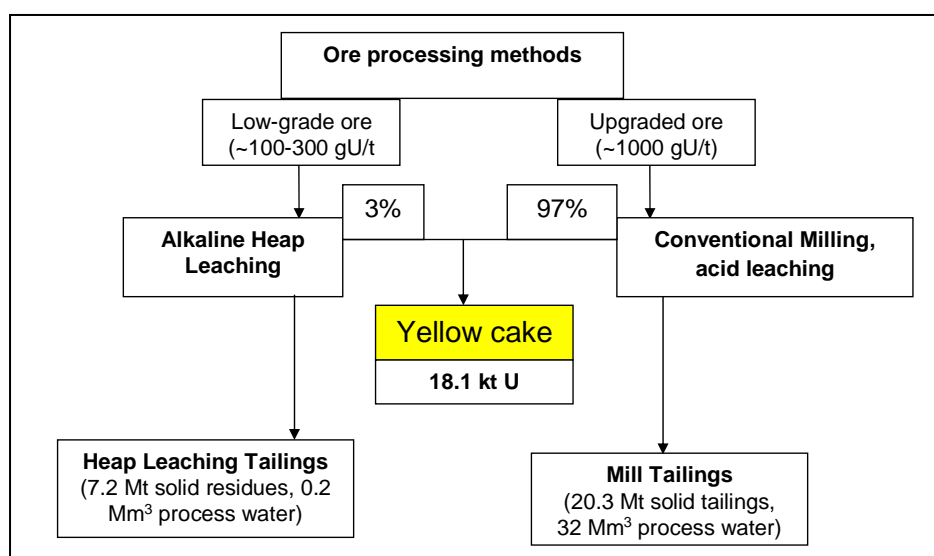 Ore processing methods
Low-grade ore
(~100-300 gU/t
Upgraded ore
(~1000 gU/t)
3%
97%
Alkaline Heap
Leaching
Conventional Milling,
acid leaching
Yellow cake
18.1 kt U
Heap Leaching Tailings
(7.2 Mt solid residues, 0.2
Mm³ process water)
Mill Tailings
(20.3 Mt solid tailings,
32 Mm³ process water)